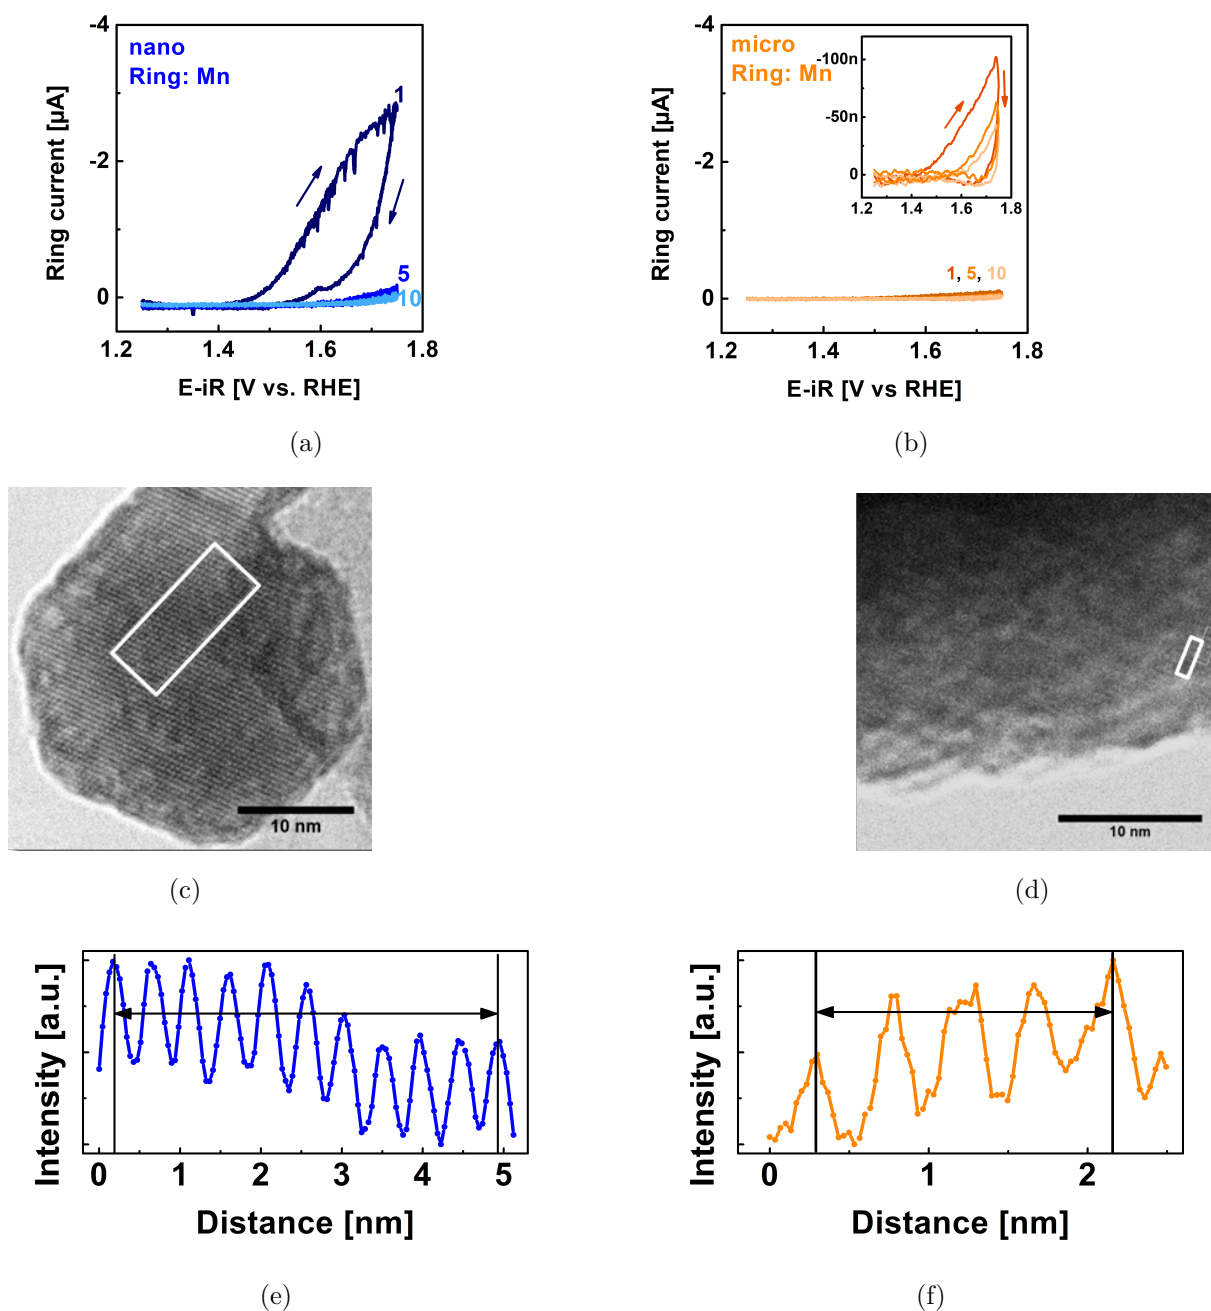 nano
Ring: Mn
1
5
10
-4
-2
0
Ring current [µA]
1.2 1.4 1.6 1.8
E-iR [V vs. RHE]
(a)
micro
Ring: Mn
-100n
-50n
0
1.2 1.4 1.6 1.8
1, 5, 10
-4
-2
0
Ring current [µA]
1.2 1.4 1.6 1.8
E-iR [V vs RHE]
(b)
10 nm
(c)
10 nm
(d)
Intensity [a.u.]
0 1 2 3 4 5
Distance [nm]
(e)
Intensity [a.u.]
0 1 2
Distance [nm]
(f)